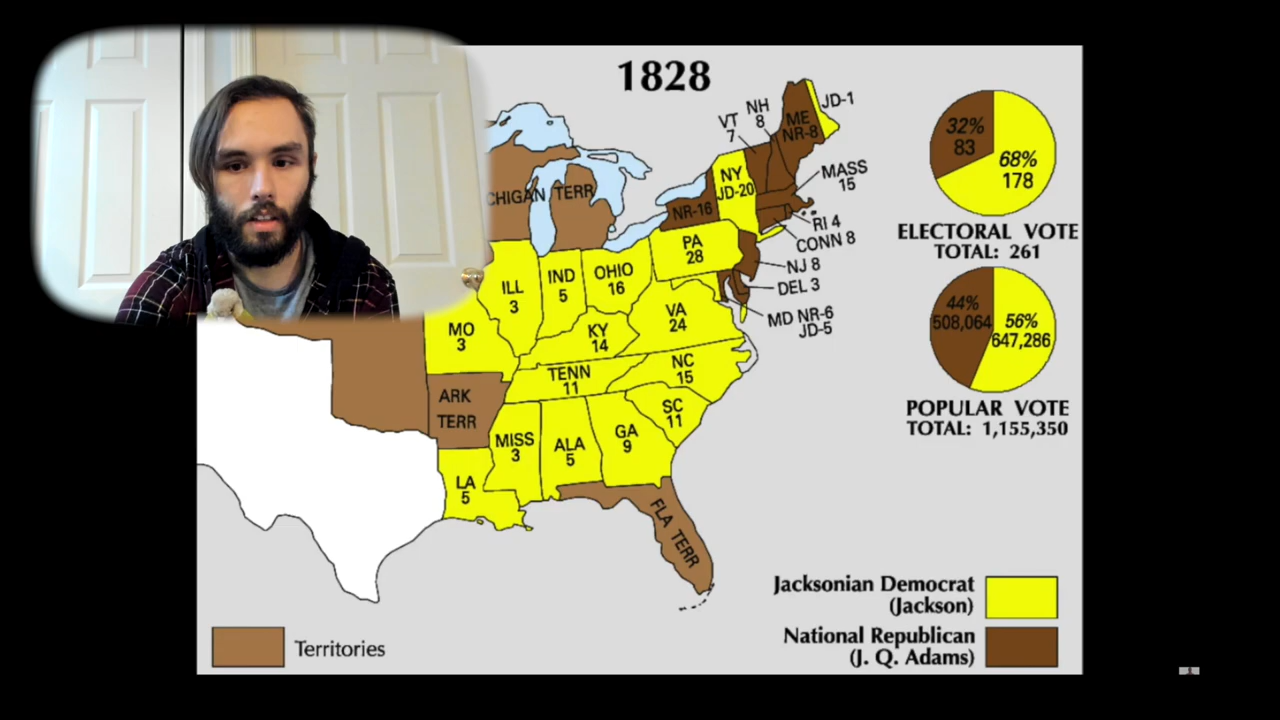 1828
JD-1
NH
8
VT
7
ME
NR-8
MASS
15
NY
JD-20
NR-16
RI 4
CONN 8
NJ 8
DEL 3
MD NR-6
JD-5
CHIGAN TERR
PA
28
OHIO
16
IND
5
ILL
3
VA
24
MO
3
KY
14
NC
15
TENN
11
ARK
TERR
SC
11
MISS
3
ALA
5
GA
9
LA
5
FLA TERR
32%
83
68%
178
ELECTORAL VOTE
TOTAL: 261
44%
508,064
56%
647,286
POPULAR VOTE
TOTAL: 1,155,350
Jacksonian Democrat
(Jackson)
National Republican
(J. Q. Adams)
Territories